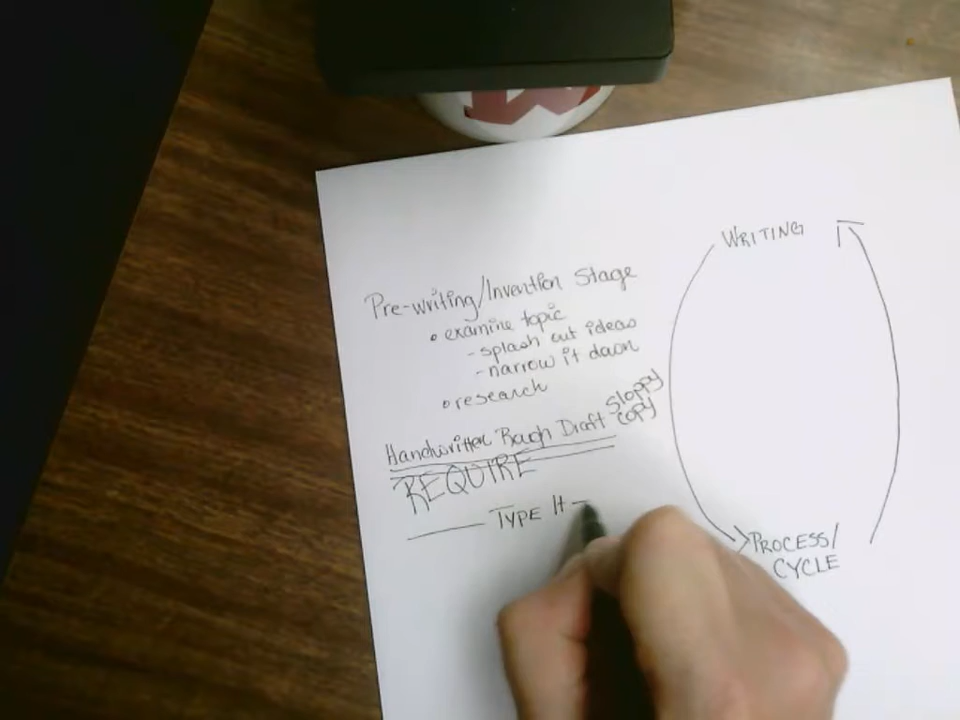 Pre-writing/Invention Stage
• examine topic
- splash out ideas
- narrow it down
• research
Handwritten Rough Draft Sloppy Copy
REQUIRE
TYPE It
WRITING
PROCESS/
CYCLE